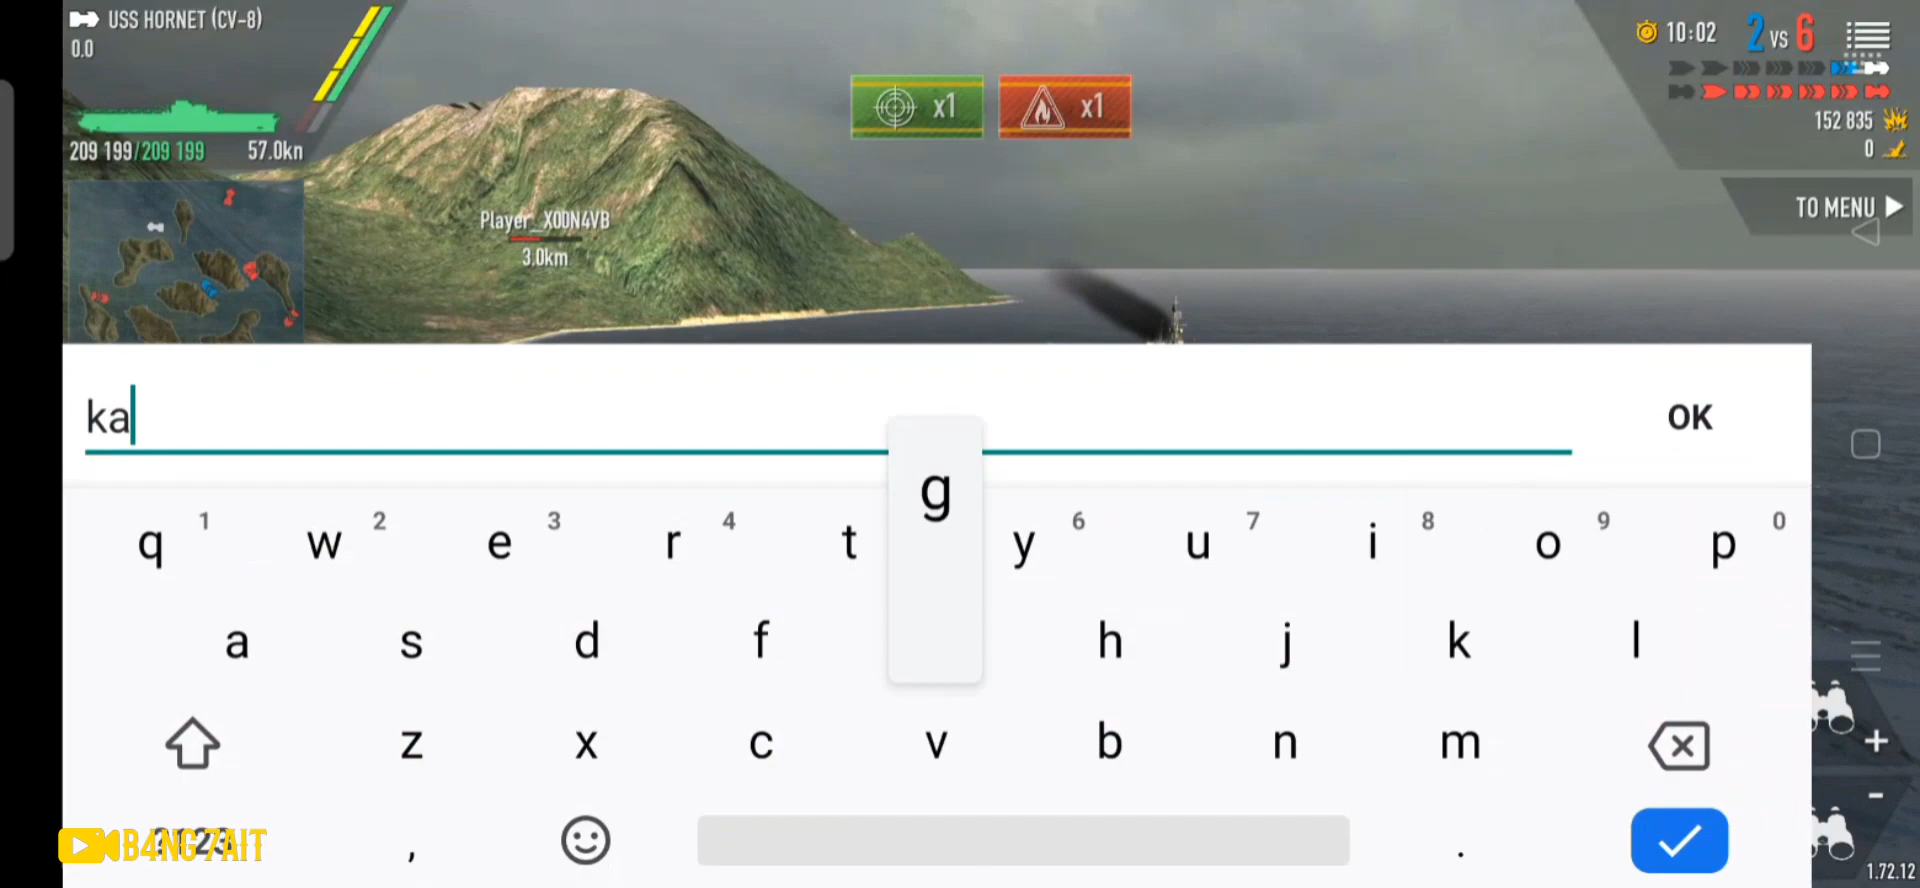 USS HORNET (CV-8)
0.0
209 199/209 199 57.0kn
x1 x1
10:02 2 VS 6
152 835
0
TO MENU
Player_X0DN4VB
3.0km
ka
OK
g
q 1 w 2 e 3 r 4 t y 6 u 7 i 8 o 9 p 0
a s d f h j k l
z x c v b n m
+
-
B4NG7AIT
, .
1.72.12